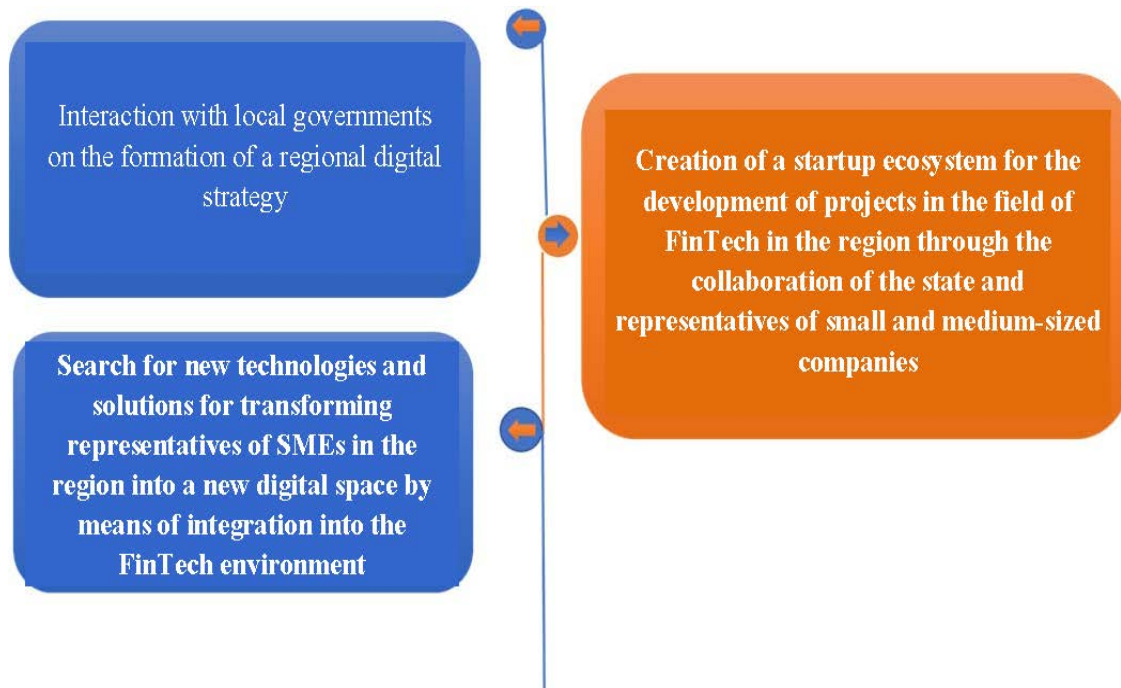 Interaction with local governments
on the formation of a regional digital
strategy
Creation of a startup ecosystem for the
development of projects in the field of
FinTech in the region through the
collaboration of the state and
representatives of small and medium-sized
companies
Search for new technologies and
solutions for transforming
representatives of SMEs in the
region into a new digital space by
means of integration into the
FinTech environment